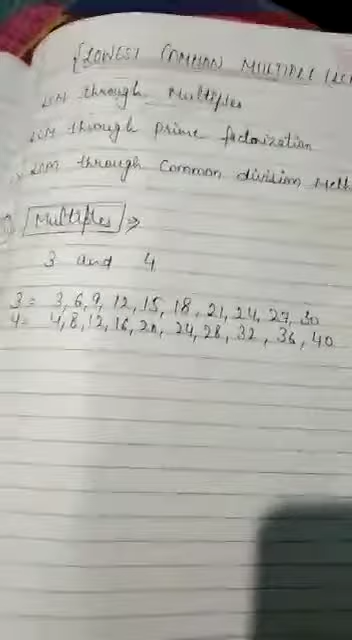 {LOWEST COMMON MULTIPLE (LCM
LCM through Multiples
LCM through prime factorization
LCM through Common division Meth
Multiples ⇒
3 and 4
3 = 3, 6, 9, 12, 15, 18, 21, 24, 27, 30
4 = 4, 8, 12, 16, 20, 24, 28, 32, 36, 40